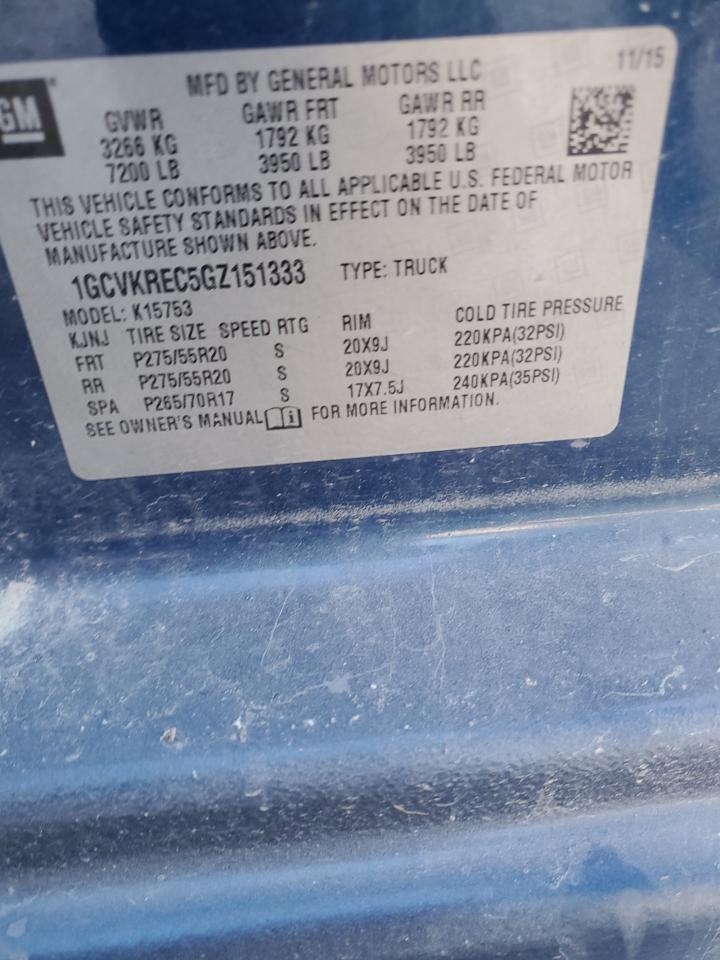 GM
MFD BY GENERAL MOTORS LLC 11/15
GVWR GAWR FRT GAWR RR
3266 KG 1792 KG 1792 KG
7200 LB 3950 LB 3950 LB
THIS VEHICLE CONFORMS TO ALL APPLICABLE U.S. FEDERAL MOTOR
VEHICLE SAFETY STANDARDS IN EFFECT ON THE DATE OF
MANUFACTURE SHOWN ABOVE.
1GCVKREC5GZ151333 TYPE: TRUCK
MODEL: K15753
KJNJ TIRE SIZE SPEED RTG RIM COLD TIRE PRESSURE
FRT P275/55R20 S 20X9J 220KPA(32PSI)
RR P275/55R20 S 20X9J 220KPA(32PSI)
SPA P265/70R17 S 17X7.5J 240KPA(35PSI)
SEE OWNER'S MANUAL FOR MORE INFORMATION.